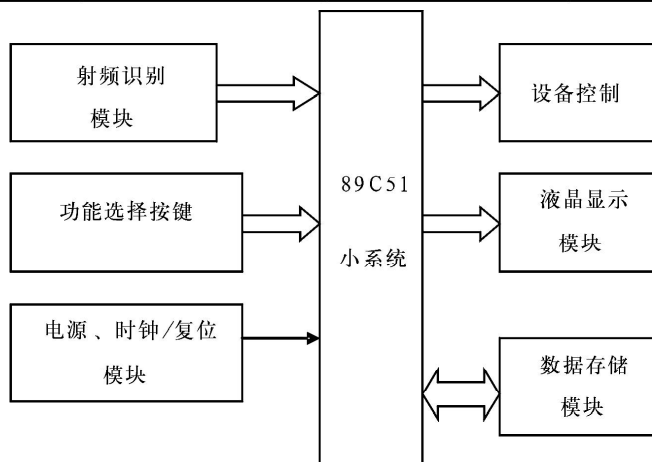 射频识别
模块
功能选择按键
电源、时钟/复位
模块
89C51
小系统
设备控制
液晶显示
模块
数据存储
模块